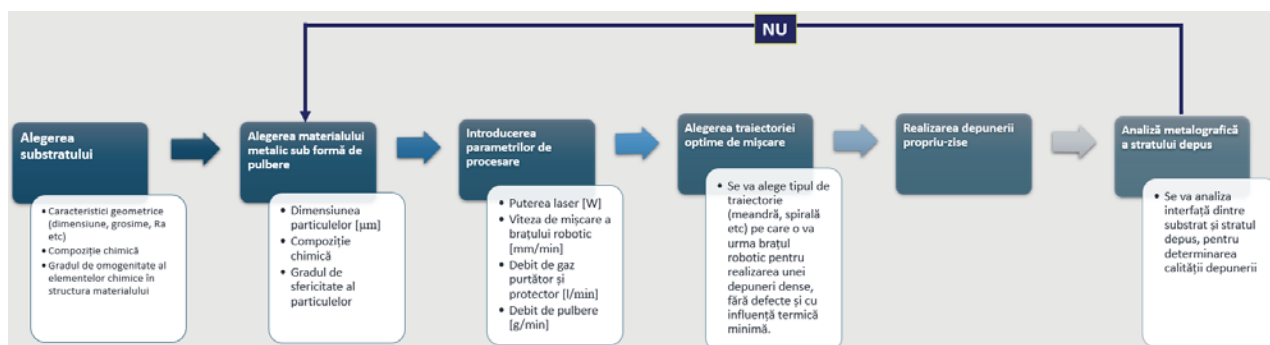 NU
Alegerea
substratului
• Caracteristici geometrice
(dimensiune, grosime, Ra
etc)
• Compoziție chimică
• Gradul de omogenitate al
elementelor chimice în
structura materialului
Alegerea materialului
metalic sub formă de
pulbere
• Dimensiunea
particulelor [µm]
• Compoziție
chimică
• Gradul de
sfericitate al
particulelor
Introducerea
parametrilor de
procesare
• Puterea laser [W]
• Viteza de mișcare a
brațului robotic
[mm/min]
• Debit de gaz
purtător și
protector [l/min]
• Debit de pulbere
[g/min]
Alegerea traiectoriei
optime de mișcare
• Se va alege tipul de
traiectorie
(meandră, spirală
etc) pe care o va
urma brațul
robotic pentru
realizarea unei
depuneri dense,
fără defecte și cu
influență termică
minimă.
Realizarea depunerii
propriu-zise
Analiză metalografică
a stratului depus
• Se va analiza
interfață dintre
substrat și stratul
depus, pentru
determinarea
calității depunerii